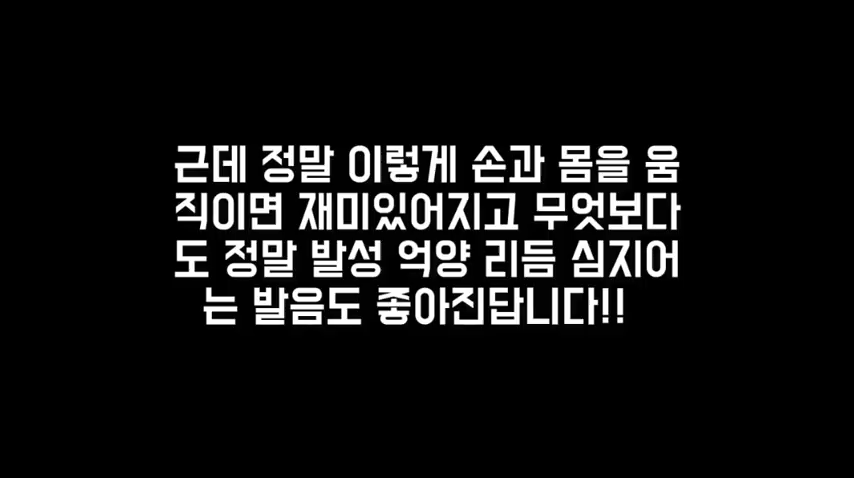 근데 정말 이렇게 손과 몸을 움
직이면 재미있어지고 무엇보다
도 정말 발성 억양 리듬 심지어
는 발음도 좋아진답니다!!